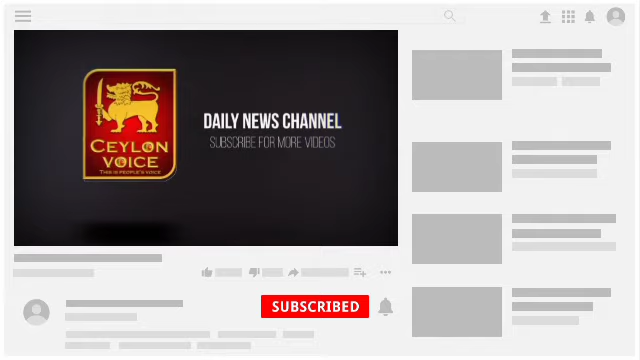 DAILY NEWS CHANNEL
SUBSCRIBE FOR MORE VIDEOS
CEYLON
VOICE
THIS IS PEOPLE'S VOICE
SUBSCRIBED